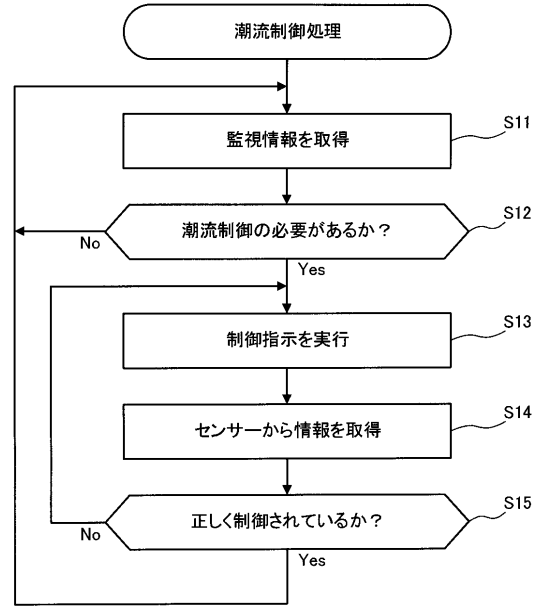 潮流制御処理
監視情報を取得
S11
潮流制御の必要があるか?
S12
No
Yes
制御指示を実行
S13
センサーから情報を取得
S14
正しく制御されているか?
S15
No
Yes